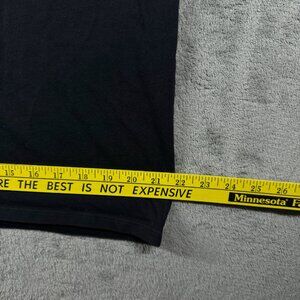 15 16 17 18 19 20 21 22 23 24 25 26
RE THE BEST IS NOT EXPENSIVE
Minnesota